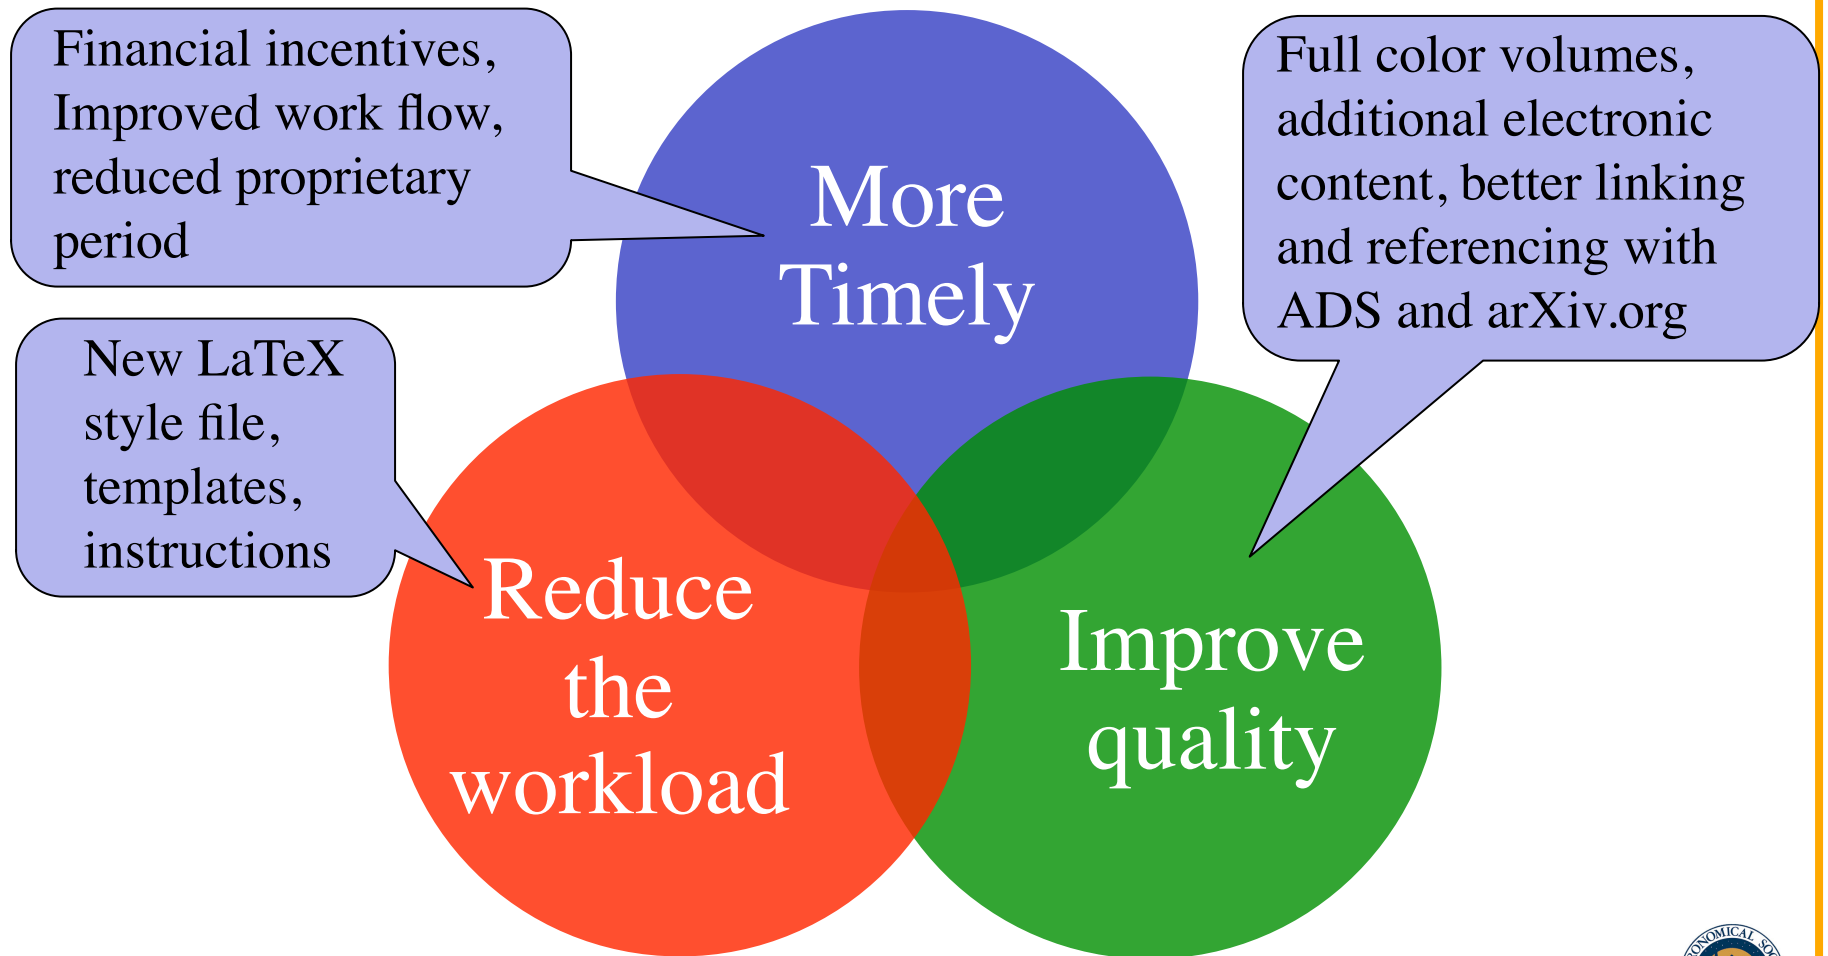 Financial incentives,
Improved work flow,
reduced proprietary
period
Full color volumes,
additional electronic
content, better linking
and referencing with
ADS and arXiv.org
More
Timely
New LaTeX
style file,
templates,
instructions
Reduce
the
workload
Improve
quality